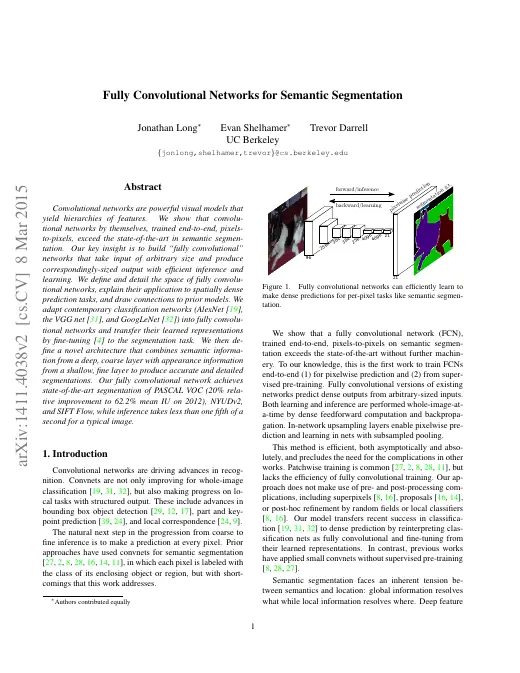 Fully Convolutional Networks for Semantic Segmentation
Jonathan Long* Evan Shelhamer* Trevor Darrell
UC Berkeley
{jonlong,shelhamer,trevor}@cs.berkeley.edu
arXiv:1411.4038v2 [cs.CV] 8 Mar 2015
Abstract
Convolutional networks are powerful visual models that
yield hierarchies of features. We show that convolu-
tional networks by themselves, trained end-to-end, pixels-
to-pixels, exceed the state-of-the-art in semantic segmen-
tation. Our key insight is to build “fully convolutional”
networks that take input of arbitrary size and produce
correspondingly-sized output with efficient inference and
learning. We define and detail the space of fully convolu-
tional networks, explain their application to spatially dense
prediction tasks, and draw connections to prior models. We
adapt contemporary classification networks (AlexNet [19],
the VGG net [31], and GoogLeNet [32]) into fully convolu-
tional networks and transfer their learned representations
by fine-tuning [4] to the segmentation task. We then de-
fine a novel architecture that combines semantic informa-
tion from a deep, coarse layer with appearance information
from a shallow, fine layer to produce accurate and detailed
segmentations. Our fully convolutional network achieves
state-of-the-art segmentation of PASCAL VOC (20% rela-
tive improvement to 62.2% mean IU on 2012), NYUDv2,
and SIFT Flow, while inference takes less than one fifth of a
second for a typical image.
1. Introduction
Convolutional networks are driving advances in recog-
nition. Convnets are not only improving for whole-image
classification [19, 31, 32], but also making progress on lo-
cal tasks with structured output. These include advances in
bounding box object detection [29, 12, 17], part and key-
point prediction [39, 24], and local correspondence [24, 9].
The natural next step in the progression from coarse to
fine inference is to make a prediction at every pixel. Prior
approaches have used convnets for semantic segmentation
[27, 2, 8, 28, 16, 14, 11], in which each pixel is labeled with
the class of its enclosing object or region, but with short-
comings that this work addresses.
*Authors contributed equally
forward/inference
backward/learning
pixelwise prediction
segmentation g.t.
96
21
21
Figure 1. Fully convolutional networks can efficiently learn to
make dense predictions for per-pixel tasks like semantic segmen-
tation.
We show that a fully convolutional network (FCN),
trained end-to-end, pixels-to-pixels on semantic segmen-
tation exceeds the state-of-the-art without further machin-
ery. To our knowledge, this is the first work to train FCNs
end-to-end (1) for pixelwise prediction and (2) from super-
vised pre-training. Fully convolutional versions of existing
networks predict dense outputs from arbitrary-sized inputs.
Both learning and inference are performed whole-image-at-
a-time by dense feedforward computation and backpropa-
gation. In-network upsampling layers enable pixelwise pre-
diction and learning in nets with subsampled pooling.
This method is efficient, both asymptotically and abso-
lutely, and precludes the need for the complications in other
works. Patchwise training is common [27, 2, 8, 28, 11], but
lacks the efficiency of fully convolutional training. Our ap-
proach does not make use of pre- and post-processing com-
plications, including superpixels [8, 16], proposals [16, 14],
or post-hoc refinement by random fields or local classifiers
[8, 16]. Our model transfers recent success in classifica-
tion [19, 31, 32] to dense prediction by reinterpreting clas-
sification nets as fully convolutional and fine-tuning from
their learned representations. In contrast, previous works
have applied small convnets without supervised pre-training
[8, 28, 27].
Semantic segmentation faces an inherent tension be-
tween semantics and location: global information resolves
what while local information resolves where. Deep feature
1